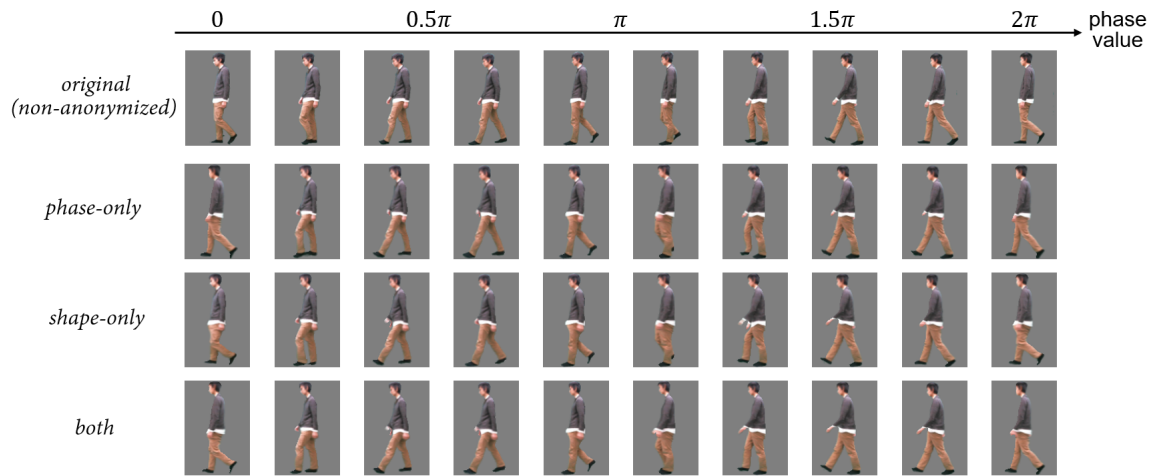 0 0.5π π 1.5π 2π phase
value
original
(non-anonymized)
phase-only
shape-only
both